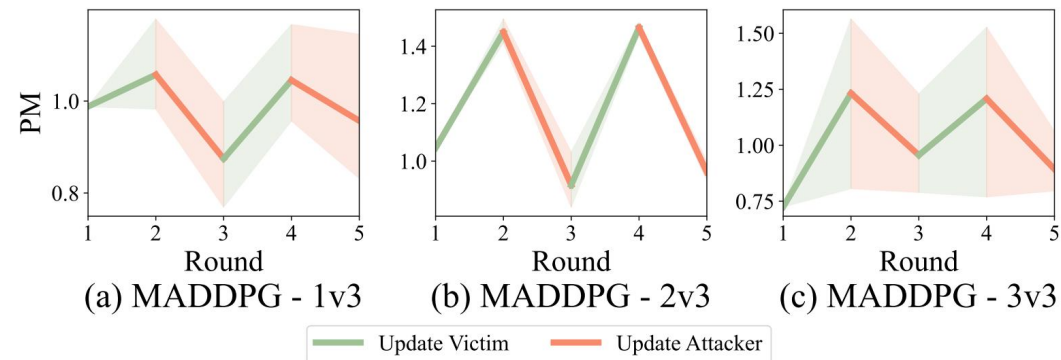 PM
1.0
0.8
1 2 3 4 5
Round
(a) MADDPG - 1v3
1.4
1.2
1.0
1 2 3 4 5
Round
(b) MADDPG - 2v3
1.50
1.25
1.00
0.75
1 2 3 4 5
Round
(c) MADDPG - 3v3
Update Victim
Update Attacker